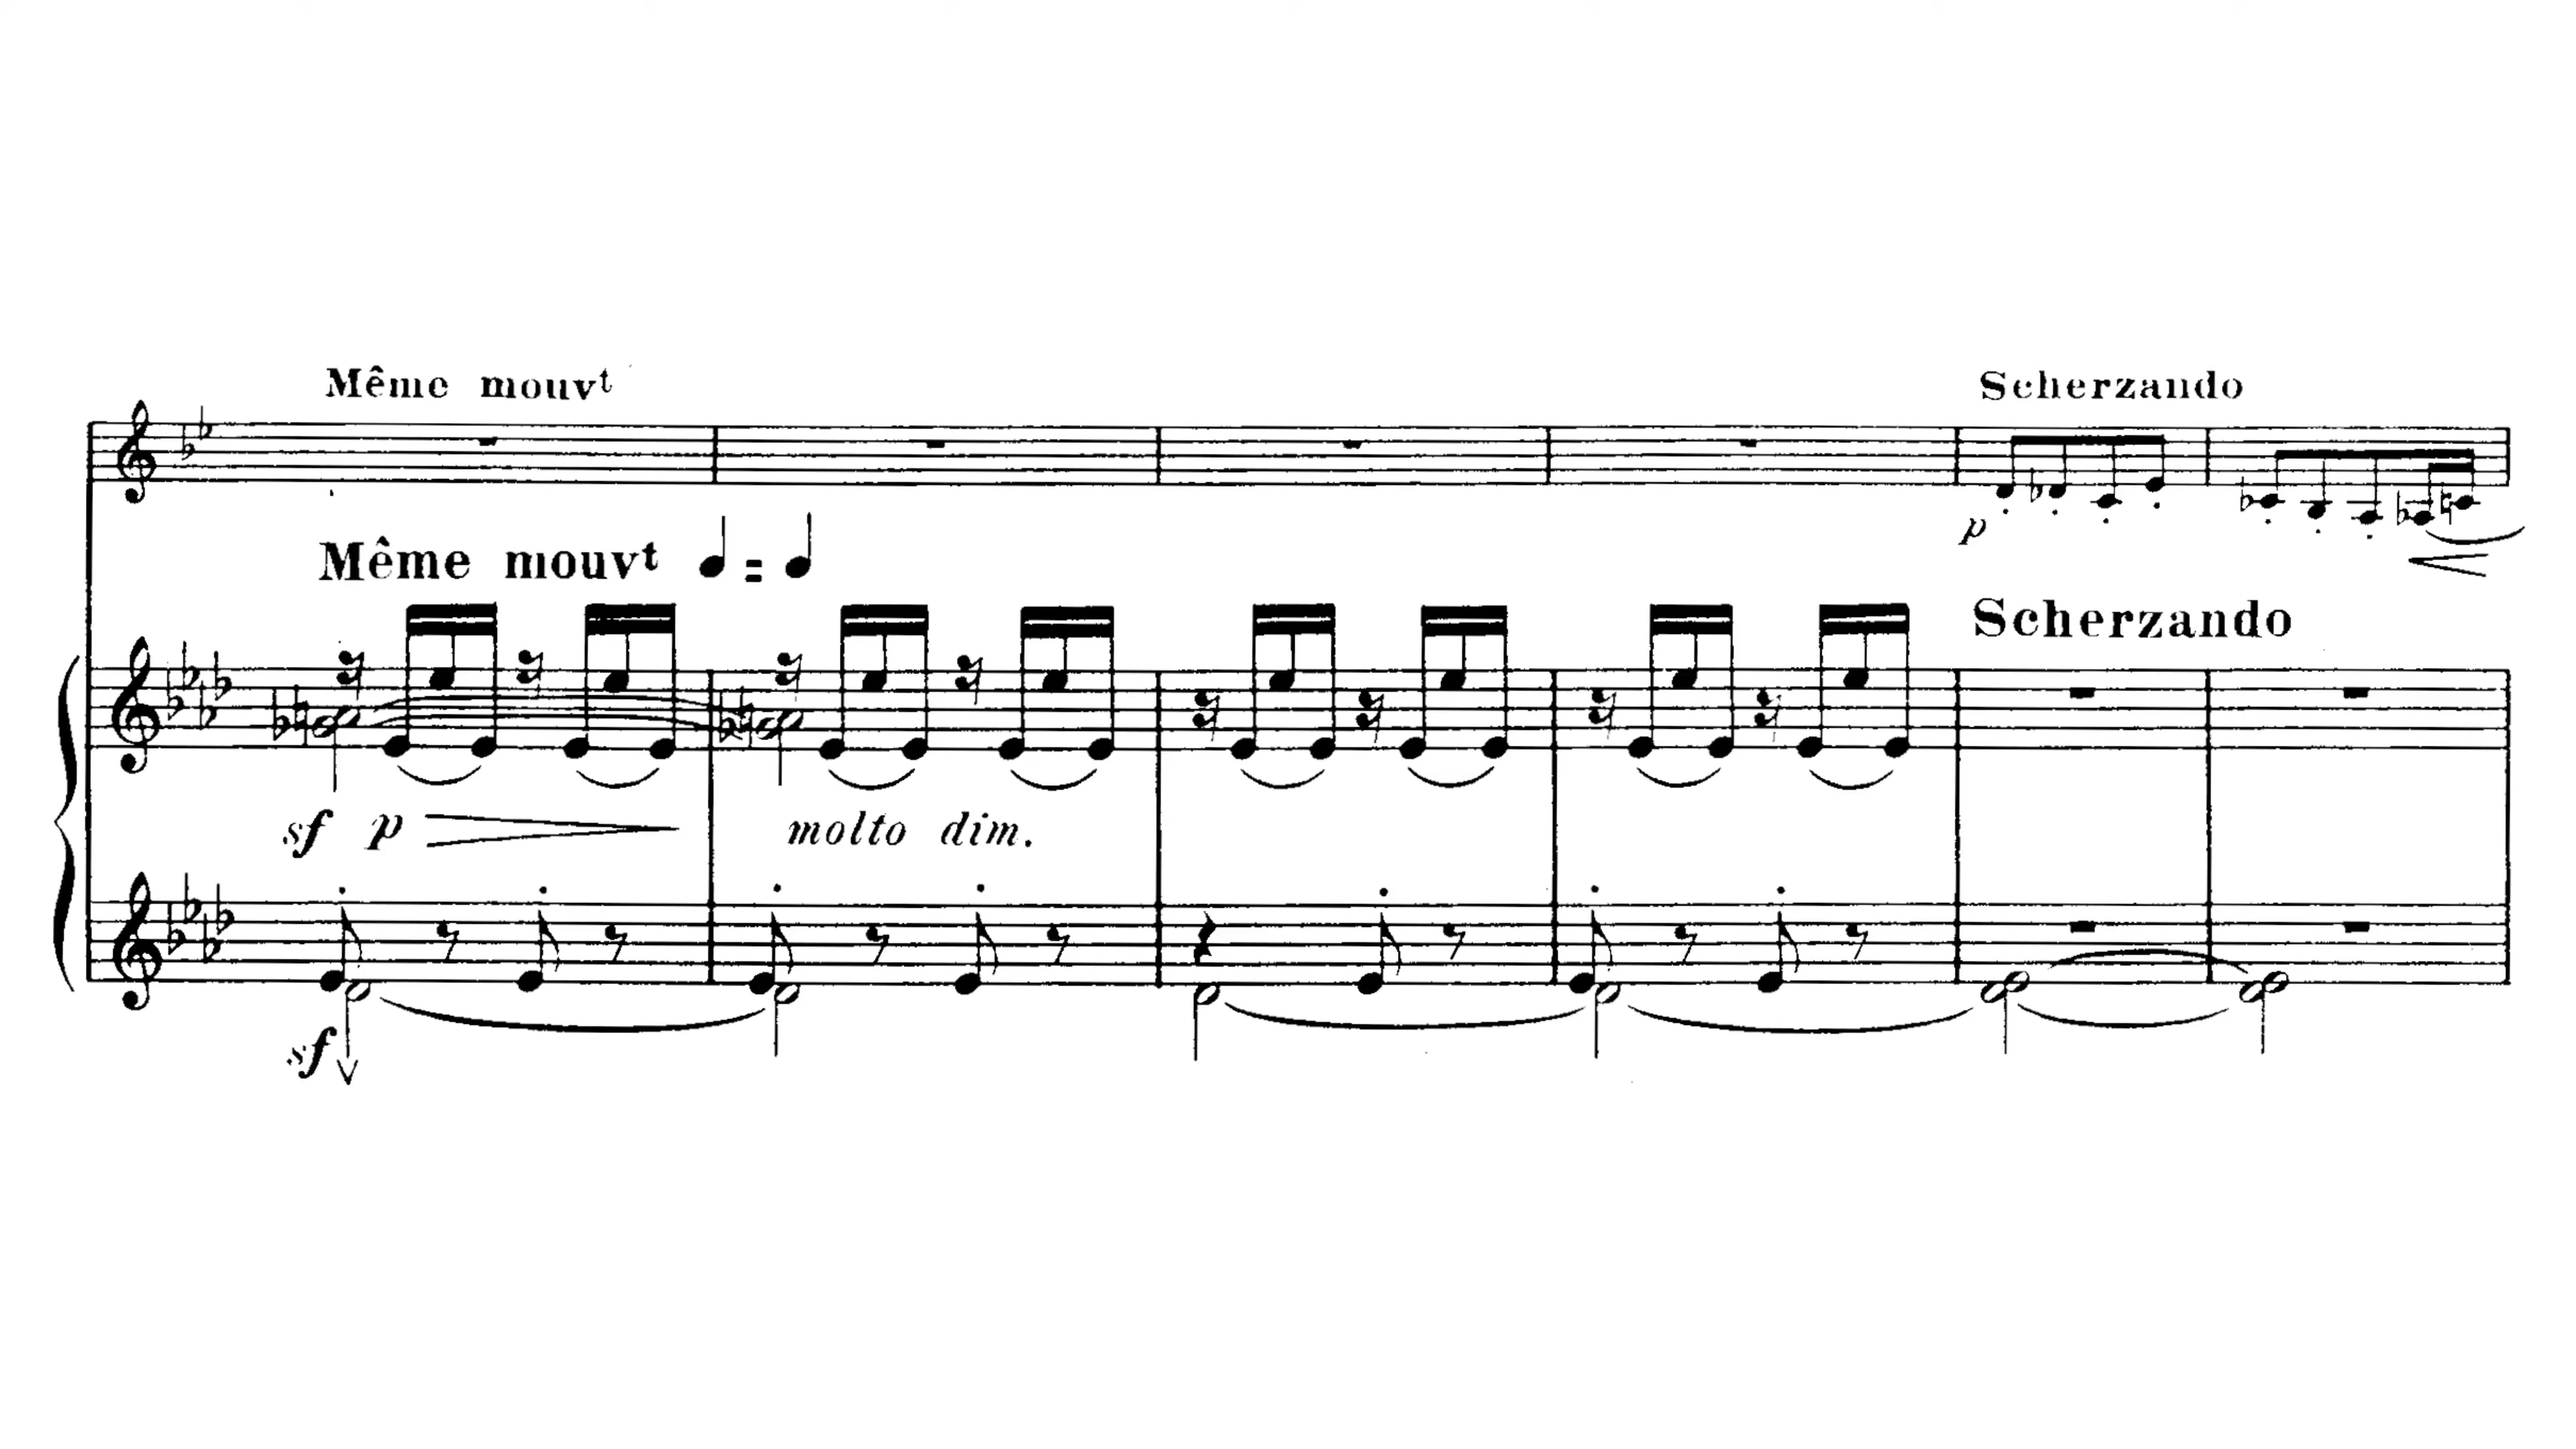 Même mouvt
Scherzando
p
Même mouvt
Scherzando
sf p
molto dim.
sf